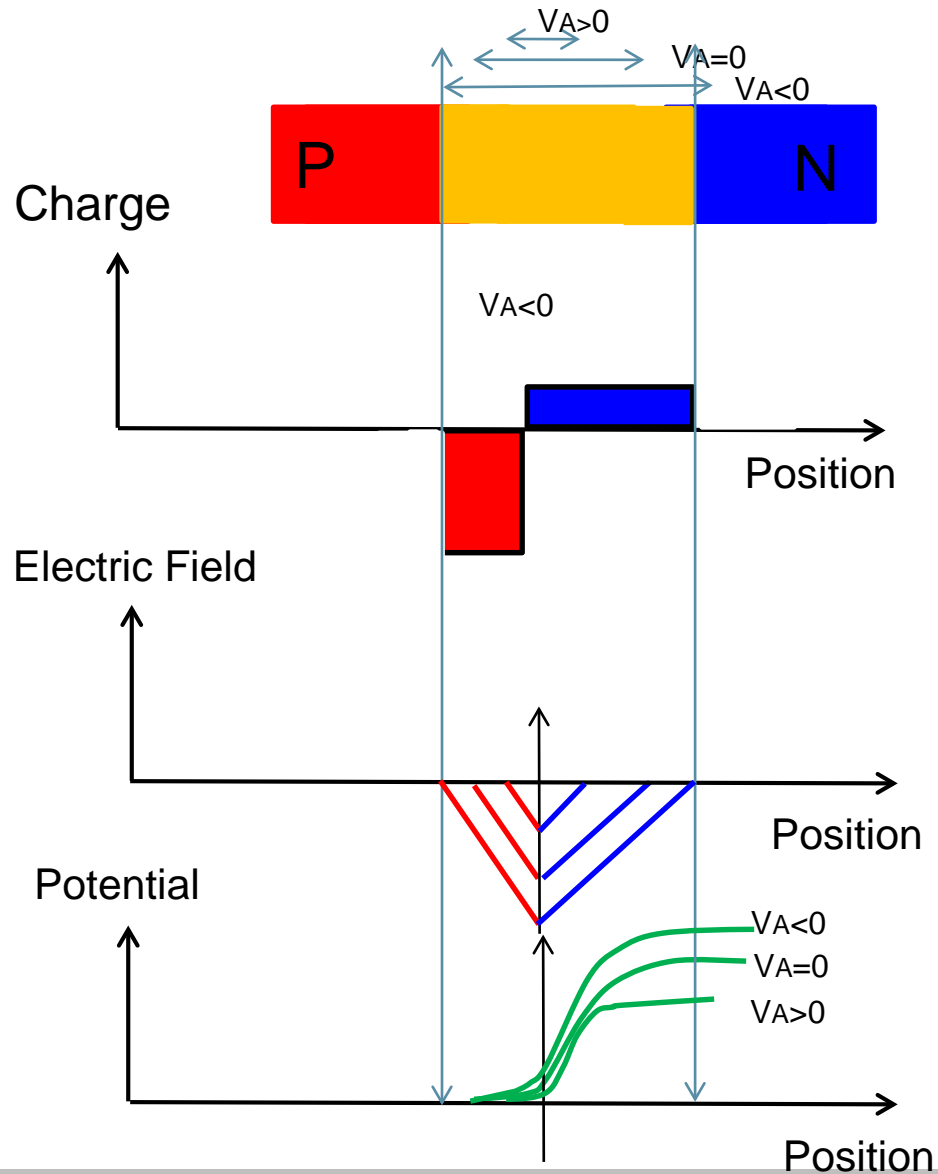 VA>0
VA=0
VA<0
P
N
Charge
VA<0
Position
Electric Field
Position
Potential
VA<0
VA=0
VA>0
Position